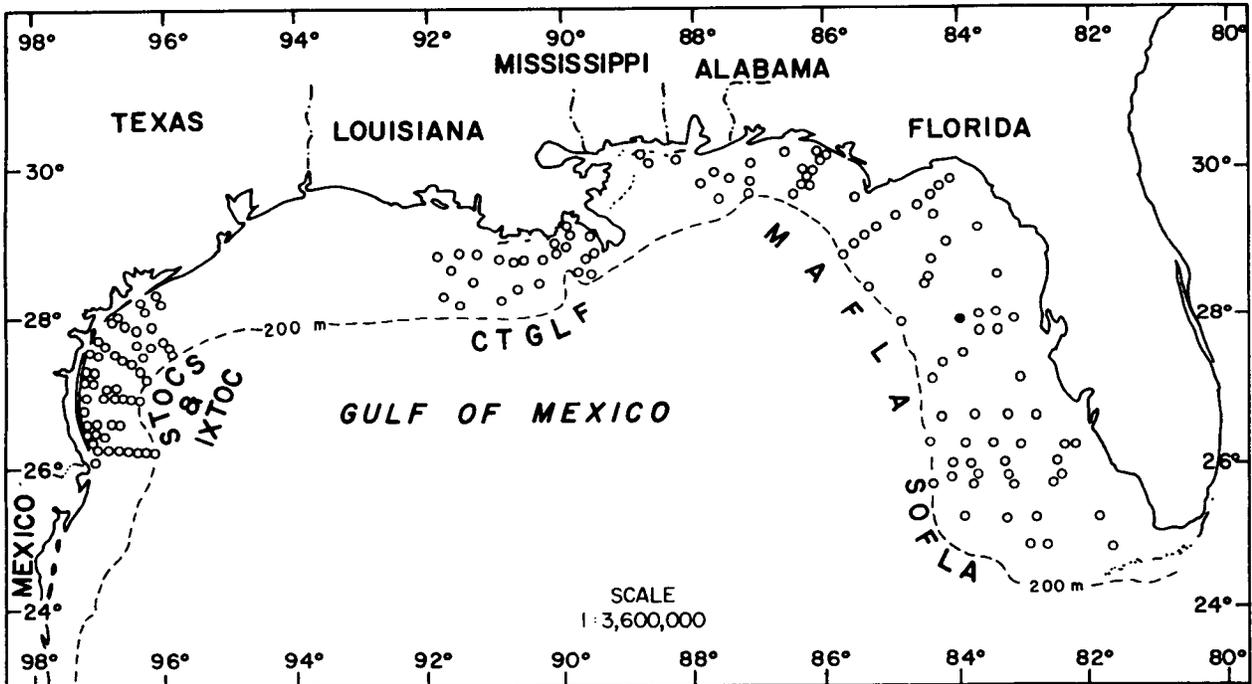 98° 96° 94° 92° 90° 88° 86° 84° 82° 80°
MISSISSIPPI ALABAMA
TEXAS LOUISIANA FLORIDA
30° 30°
MAFLA
28° 28°
200 m
CTGLF
STOCS
&
IXTOC
GULF OF MEXICO
26° 26°
SOFLA
MEXICO
SCALE
1:3,600,000
200 m
24° 24°
98° 96° 94° 92° 90° 88° 86° 84° 82° 80°